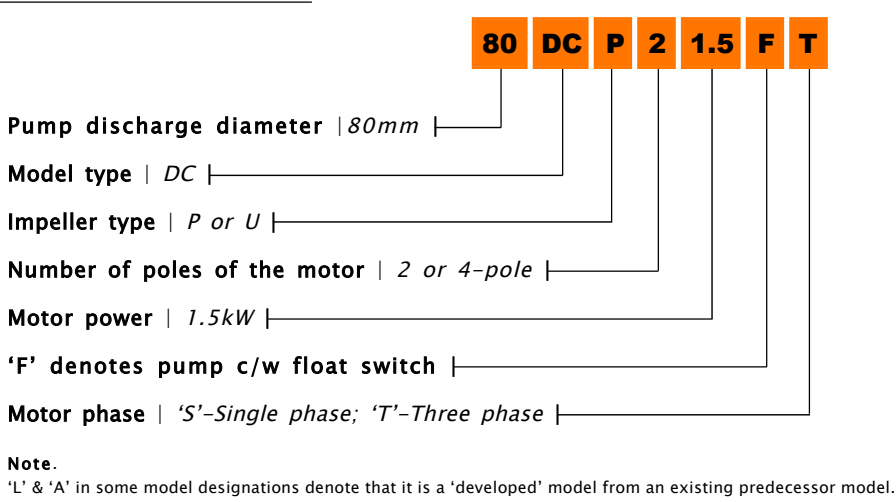 80 DC P 2 1.5 F T
Pump discharge diameter | 80mm
Model type | DC
Impeller type | P or U
Number of poles of the motor | 2 or 4-pole
Motor power | 1.5kW
‘F’ denotes pump c/w float switch
Motor phase | ‘S’-Single phase; ‘T’-Three phase
Note.
‘L’ & ‘A’ in some model designations denote that it is a ‘developed’ model from an existing predecessor model.